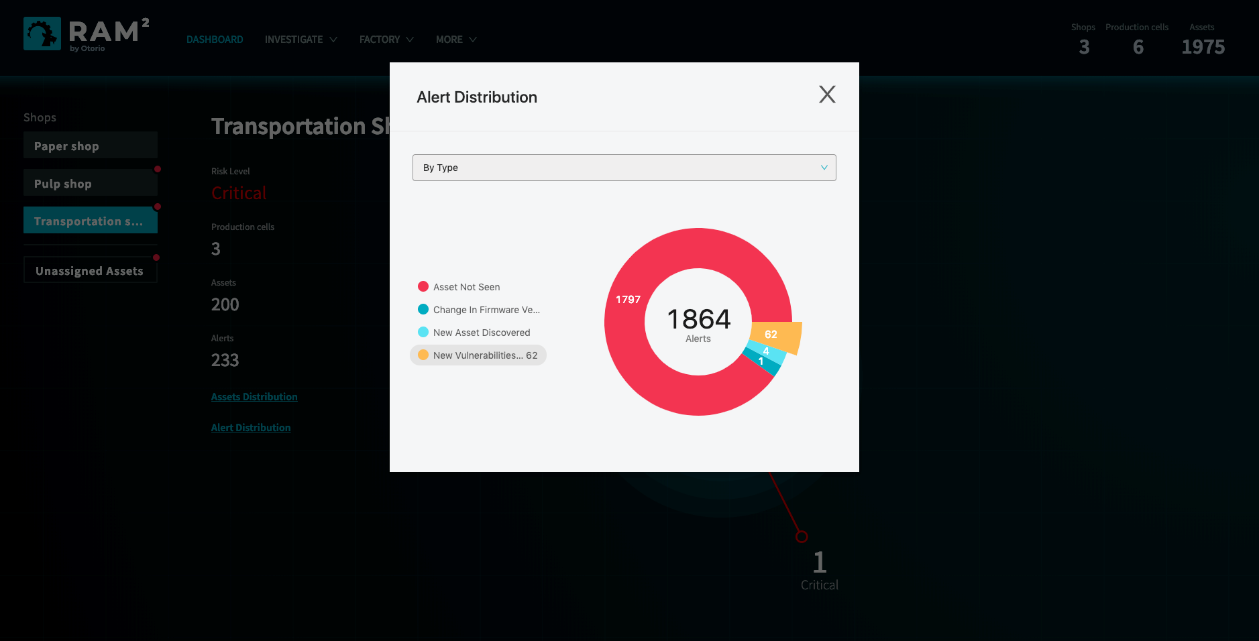 RAM²
by Otorio
DASHBOARD
INVESTIGATE
FACTORY
MORE
Shops
3
Production cells
6
Assets
1975
Shops
Paper shop
Pulp shop
Transportation s...
Unassigned Assets
Transportation Sh
Risk Level
Critical
Production cells
3
Assets
200
Alerts
233
Assets Distribution
Alert Distribution
Alert Distribution
X
By Type
Asset Not Seen
Change In Firmware Ve...
New Asset Discovered
New Vulnerabilities... 62
1797
1864
Alerts
62
4
1
1
Critical